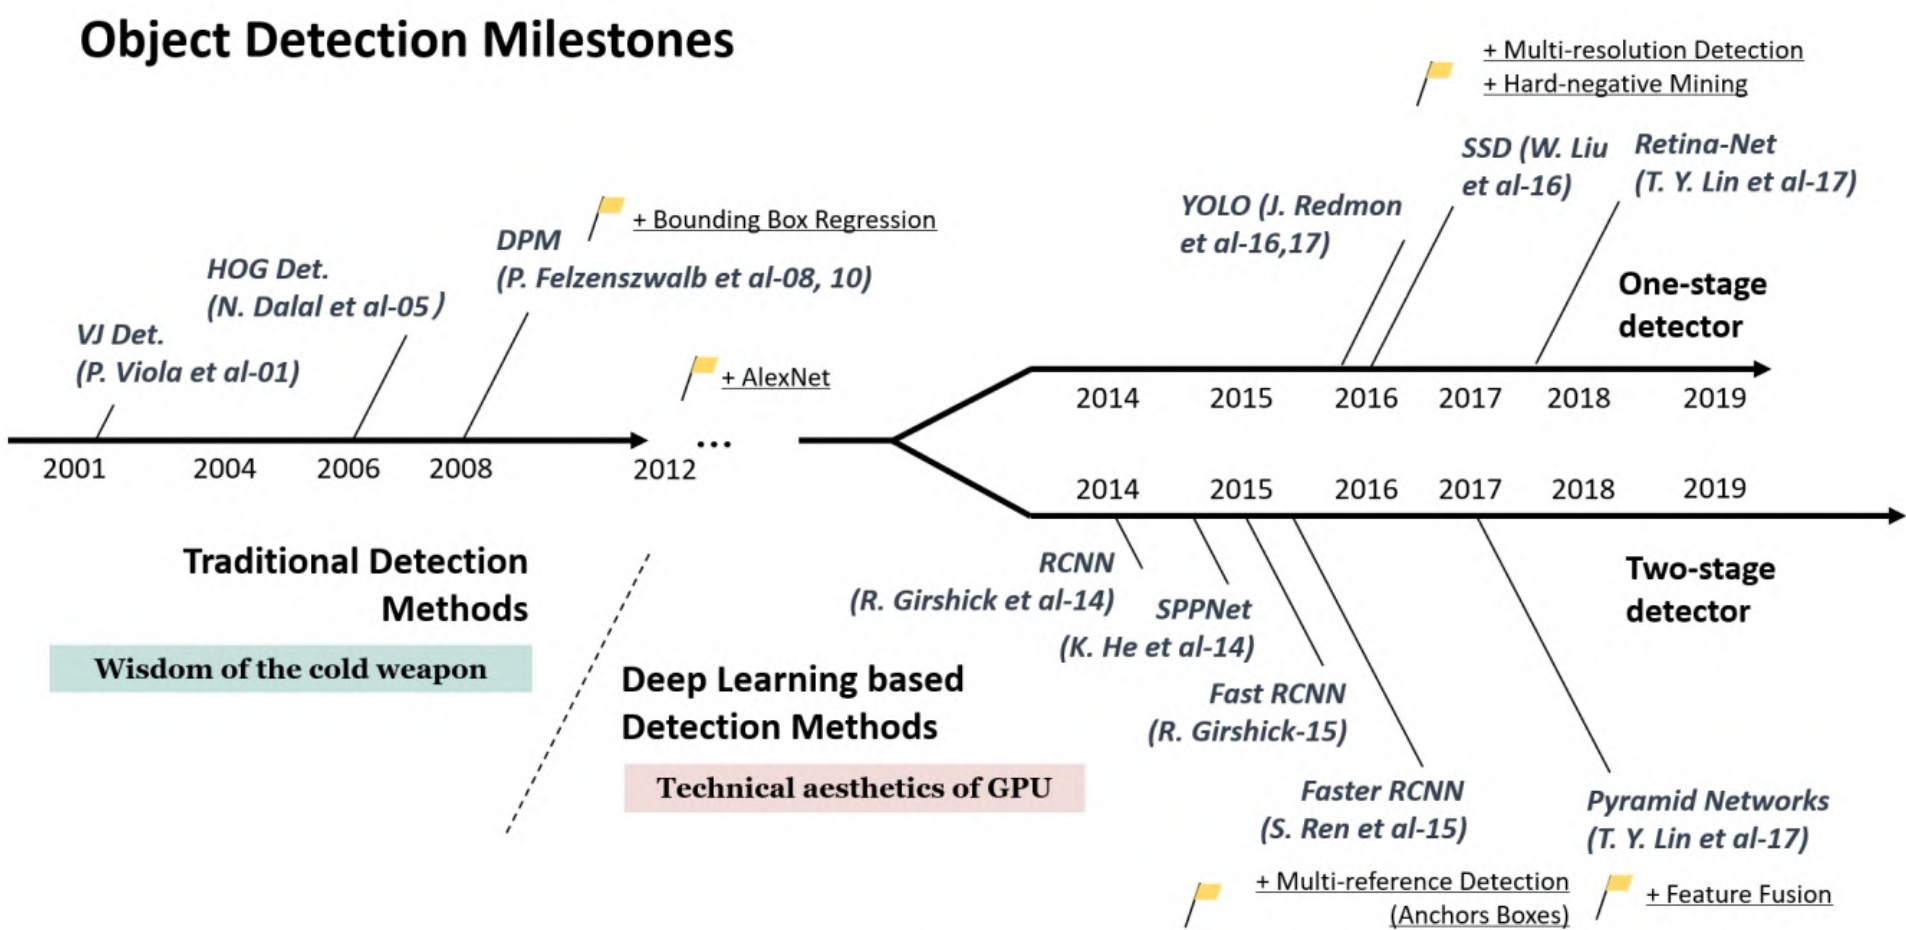 Object Detection Milestones
+ Multi-resolution Detection
+ Hard-negative Mining
SSD (W. Liu
et al-16)
Retina-Net
(T. Y. Lin et al-17)
YOLO (J. Redmon
et al-16,17)
+ Bounding Box Regression
DPM
(P. Felzenszwalb et al-08, 10)
HOG Det.
(N. Dalal et al-05)
VJ Det.
(P. Viola et al-01)
+ AlexNet
One-stage
detector
2014 2015 2016 2017 2018 2019
...
2001 2004 2006 2008 2012
2014 2015 2016 2017 2018 2019
Traditional Detection
Methods
Wisdom of the cold weapon
Deep Learning based
Detection Methods
Technical aesthetics of GPU
RCNN
(R. Girshick et al-14)
SPPNet
(K. He et al-14)
Fast RCNN
(R. Girshick-15)
Faster RCNN
(S. Ren et al-15)
Two-stage
detector
Pyramid Networks
(T. Y. Lin et al-17)
+ Multi-reference Detection
(Anchors Boxes)
+ Feature Fusion